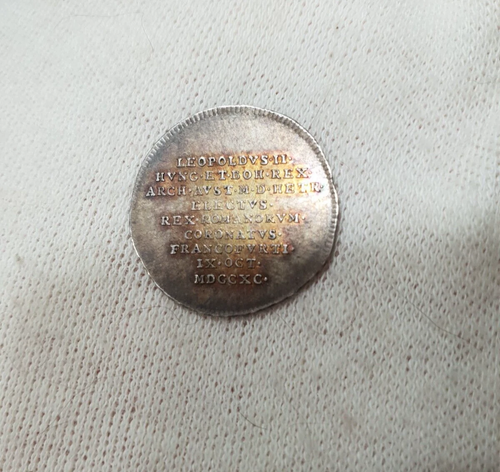 LEOPOLDVS·II·
HVNG·ET·BOH·REX·
ARCH·AVST·M·D·HETR·
ELECTVS·
REX·ROMANORVM·
CORONATVS·
FRANCOFVRTI·
IX·OCT·
MDCCXC·